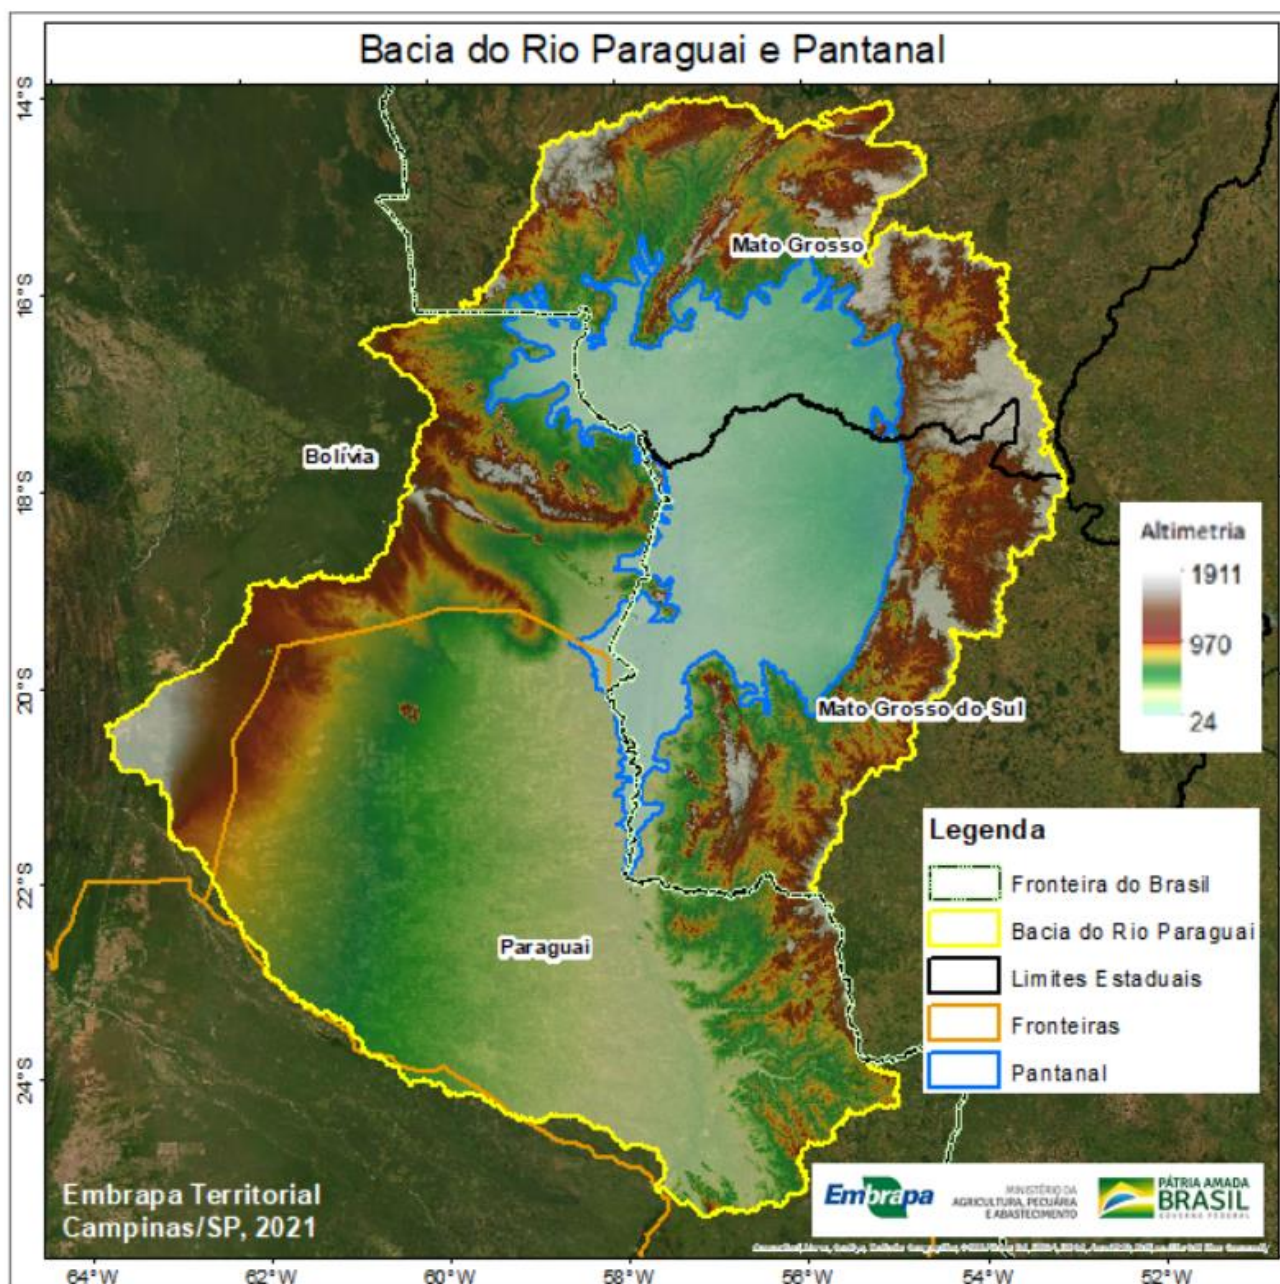 Bacia do Rio Paraguai e Pantanal
14°S
16°S
18°S
20°S
22°S
24°S
Mato Grosso
Bolívia
Mato Grosso do Sul
Paraguai
Altimetria
1911
970
24
Legenda
Fronteira do Brasil
Bacia do Rio Paraguai
Limites Estaduais
Fronteiras
Pantanal
Embrapa Territorial
Campinas/SP, 2021
Embrapa
MINISTÉRIO DA
AGRICULTURA, PECUÁRIA
E ABASTECIMENTO
PÁTRIA AMADA
BRASIL
GOVERNO FEDERAL
64°W
62°W
60°W
58°W
56°W
54°W
52°W